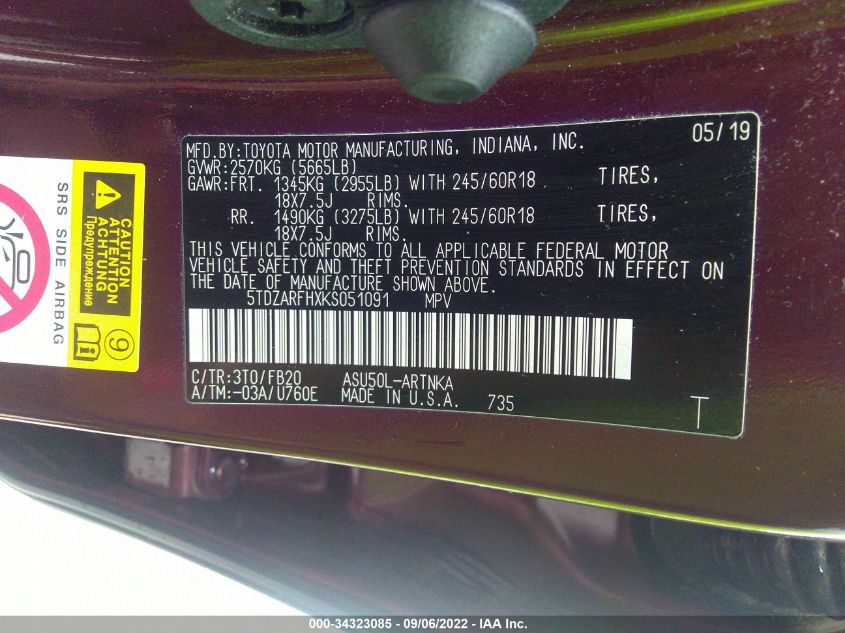 MFD.BY:TOYOTA MOTOR MANUFACTURING, INDIANA, INC. 05/19
GVWR:2570KG (5665LB)
GAWR:FRT. 1345KG (2955LB) WITH 245/60R18 TIRES,
18X7.5J RIMS.
RR. 1490KG (3275LB) WITH 245/60R18 TIRES,
18X7.5J RIMS.
THIS VEHICLE CONFORMS TO ALL APPLICABLE FEDERAL MOTOR
VEHICLE SAFETY AND THEFT PREVENTION STANDARDS IN EFFECT ON
THE DATE OF MANUFACTURE SHOWN ABOVE.
5TDZARFHXKS051091 MPV
C/TR:3T0/FB20 ASU50L-ARTNKA
A/TM:-03A/U760E MADE IN U.S.A. 735 T
SRS SIDE AIRBAG
CAUTION
ATTENTION
ACHTUNG
Предупреждение
9
000-34323085 - 09/06/2022 - IAA Inc.